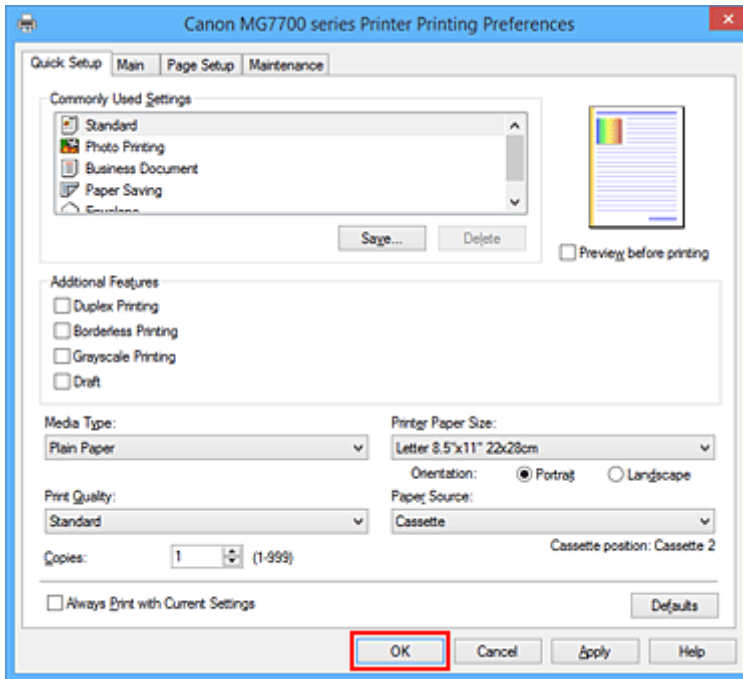 Canon MG7700 series Printer Printing Preferences
Quick Setup Main Page Setup Maintenance
Commonly Used Settings
Standard
Photo Printing
Business Document
Paper Saving
Envelope
Save... Delete
Preview before printing
Additional Features
Duplex Printing
Borderless Printing
Grayscale Printing
Draft
Media Type: Printer Paper Size:
Plain Paper Letter 8.5"x11" 22x28cm
Orientation: Portrait Landscape
Print Quality: Paper Source:
Standard Cassette
Cassette position: Cassette 2
Copies: 1 (1-999)
Always Print with Current Settings Defaults
OK Cancel Apply Help